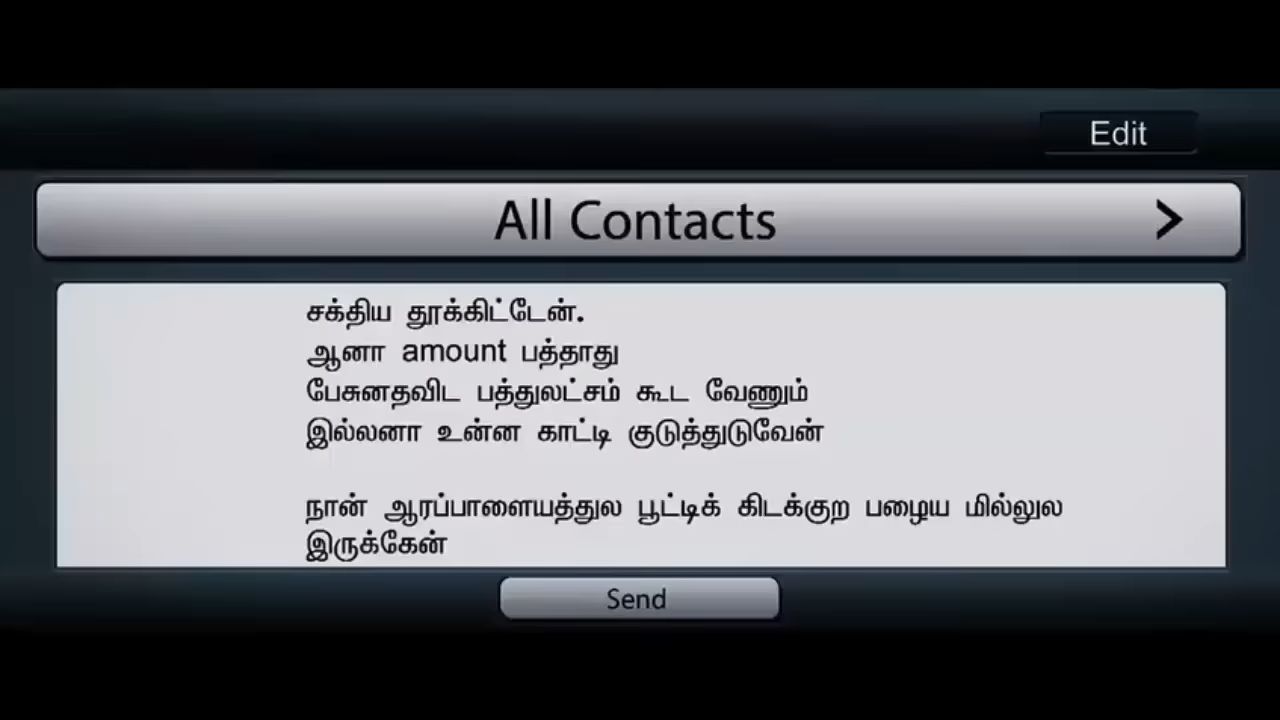 Edit
All Contacts >
சக்திய தூக்கிட்டேன்.
ஆனா amount பத்தாது
பேசுனதவிட பத்துலட்சம் கூட வேணும்
இல்லனா உன்ன காட்டி குடுத்துடுவேன்
நான் ஆரப்பாளையத்துல பூட்டிக் கிடக்குற பழைய மில்லுல
இருக்கேன்
Send